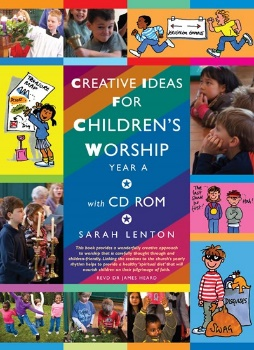 CREATIVE IDEAS
FOR
CHILDREN'S
WORSHIP
YEAR A
with CD ROM
SARAH LENTON
This book provides a wonderfully creative approach
to worship that is carefully thought through and
children-friendly. Linking the seasons to the church's yearly
rhythm helps to provide a healthy 'spiritual diet' that will
nourish children on their pilgrimage of faith.
REVD DR JAMES HEARD
SWAG